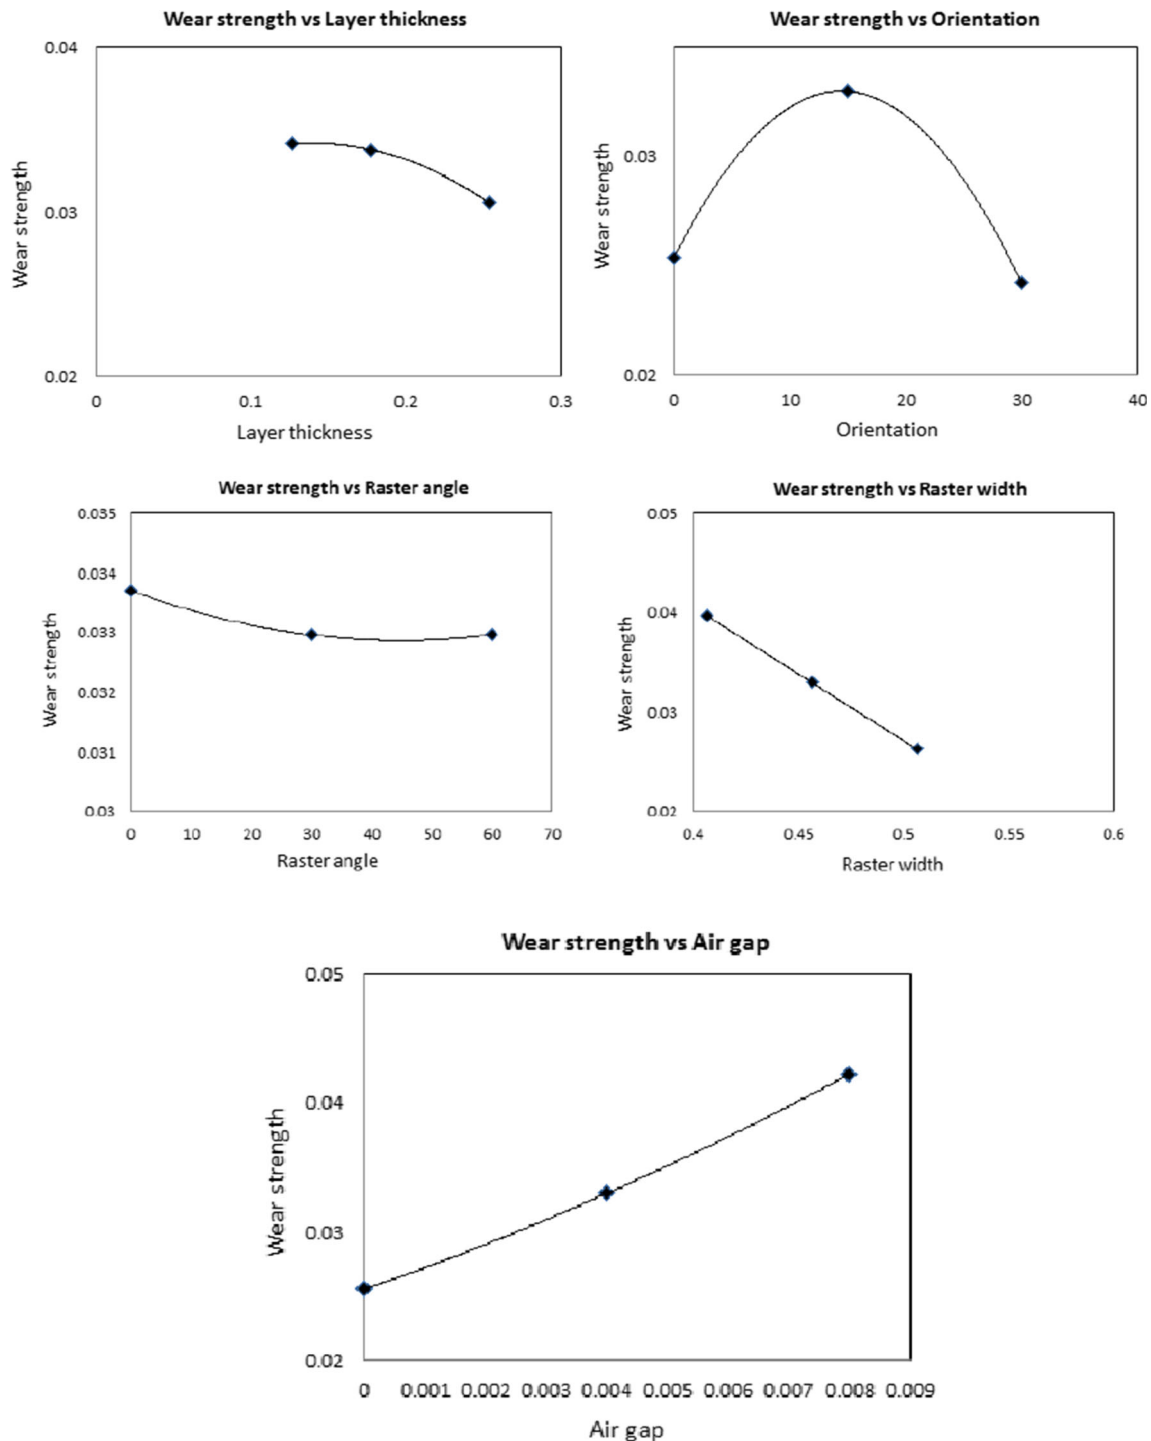 Wear strength vs Layer thickness
0.04
0.03
0.02
Wear strength
0 0.1 0.2 0.3
Layer thickness
Wear strength vs Orientation
0.03
0.02
Wear strength
0 10 20 30 40
Orientation
Wear strength vs Raster angle
0.035
0.034
0.033
0.032
0.031
0.03
Wear strength
0 10 20 30 40 50 60 70
Raster angle
Wear strength vs Raster width
0.05
0.04
0.03
0.02
Wear strength
0.4 0.45 0.5 0.55 0.6
Raster width
Wear strength vs Air gap
0.05
0.04
0.03
0.02
Wear strength
0 0.001 0.002 0.003 0.004 0.005 0.006 0.007 0.008 0.009
Air gap